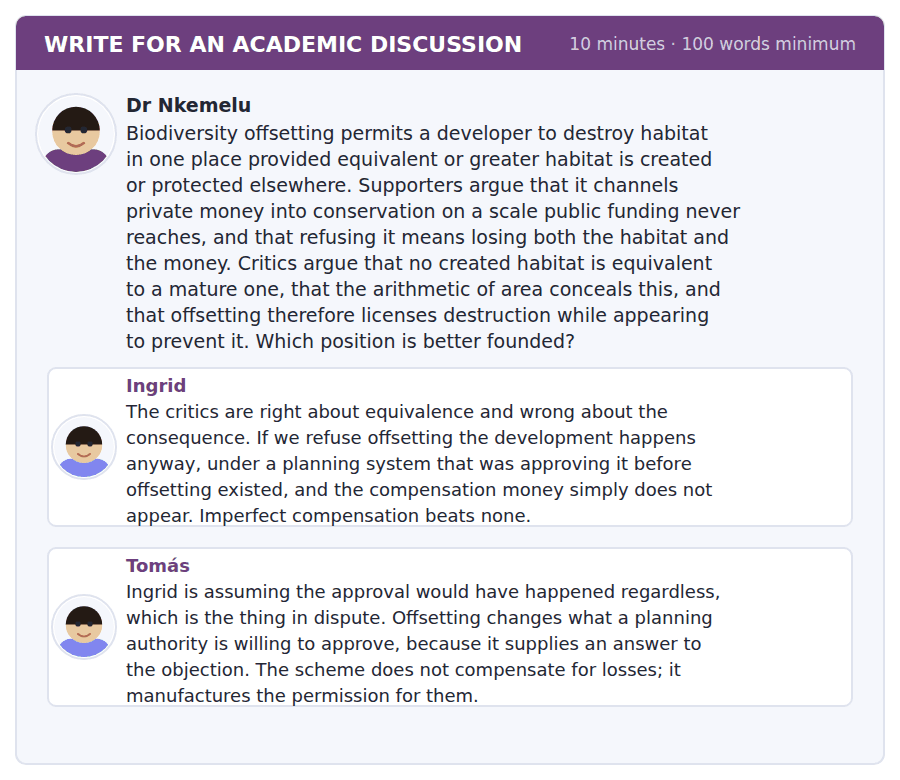 WRITE FOR AN ACADEMIC DISCUSSION
10 minutes · 100 words minimum
Dr Nkemelu
Biodiversity offsetting permits a developer to destroy habitat
in one place provided equivalent or greater habitat is created
or protected elsewhere. Supporters argue that it channels
private money into conservation on a scale public funding never
reaches, and that refusing it means losing both the habitat and
the money. Critics argue that no created habitat is equivalent
to a mature one, that the arithmetic of area conceals this, and
that offsetting therefore licenses destruction while appearing
to prevent it. Which position is better founded?
Ingrid
The critics are right about equivalence and wrong about the
consequence. If we refuse offsetting the development happens
anyway, under a planning system that was approving it before
offsetting existed, and the compensation money simply does not
appear. Imperfect compensation beats none.
Tomás
Ingrid is assuming the approval would have happened regardless,
which is the thing in dispute. Offsetting changes what a planning
authority is willing to approve, because it supplies an answer to
the objection. The scheme does not compensate for losses; it
manufactures the permission for them.